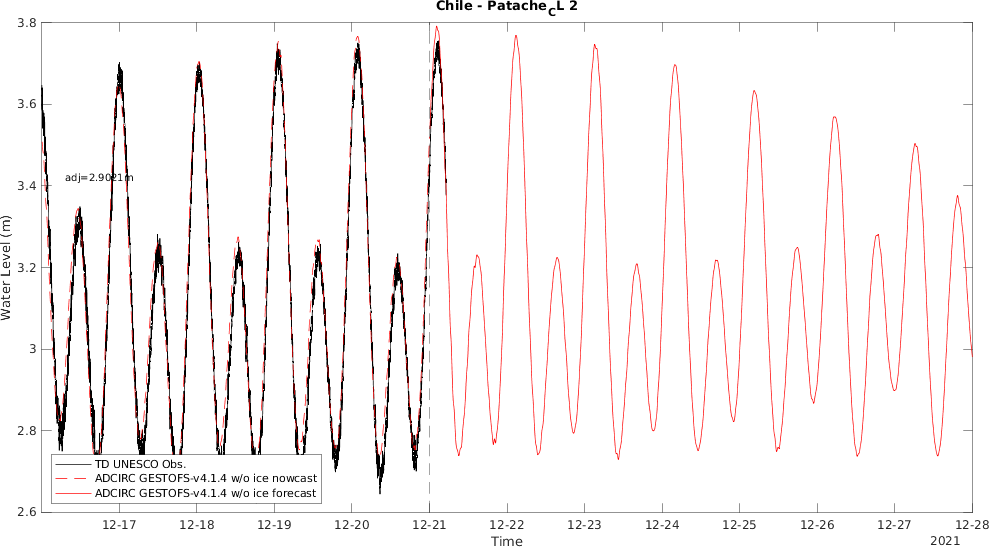 Chile - Patache_CL 2
Water Level (m)
3.8
3.6
3.4
3.2
3
2.8
2.6
adj=2.9021m
TD UNESCO Obs.
ADCIRC GESTOFS-v4.1.4 w/o ice nowcast
ADCIRC GESTOFS-v4.1.4 w/o ice forecast
12-17 12-18 12-19 12-20 12-21 12-22 12-23 12-24 12-25 12-26 12-27 12-28
Time
2021